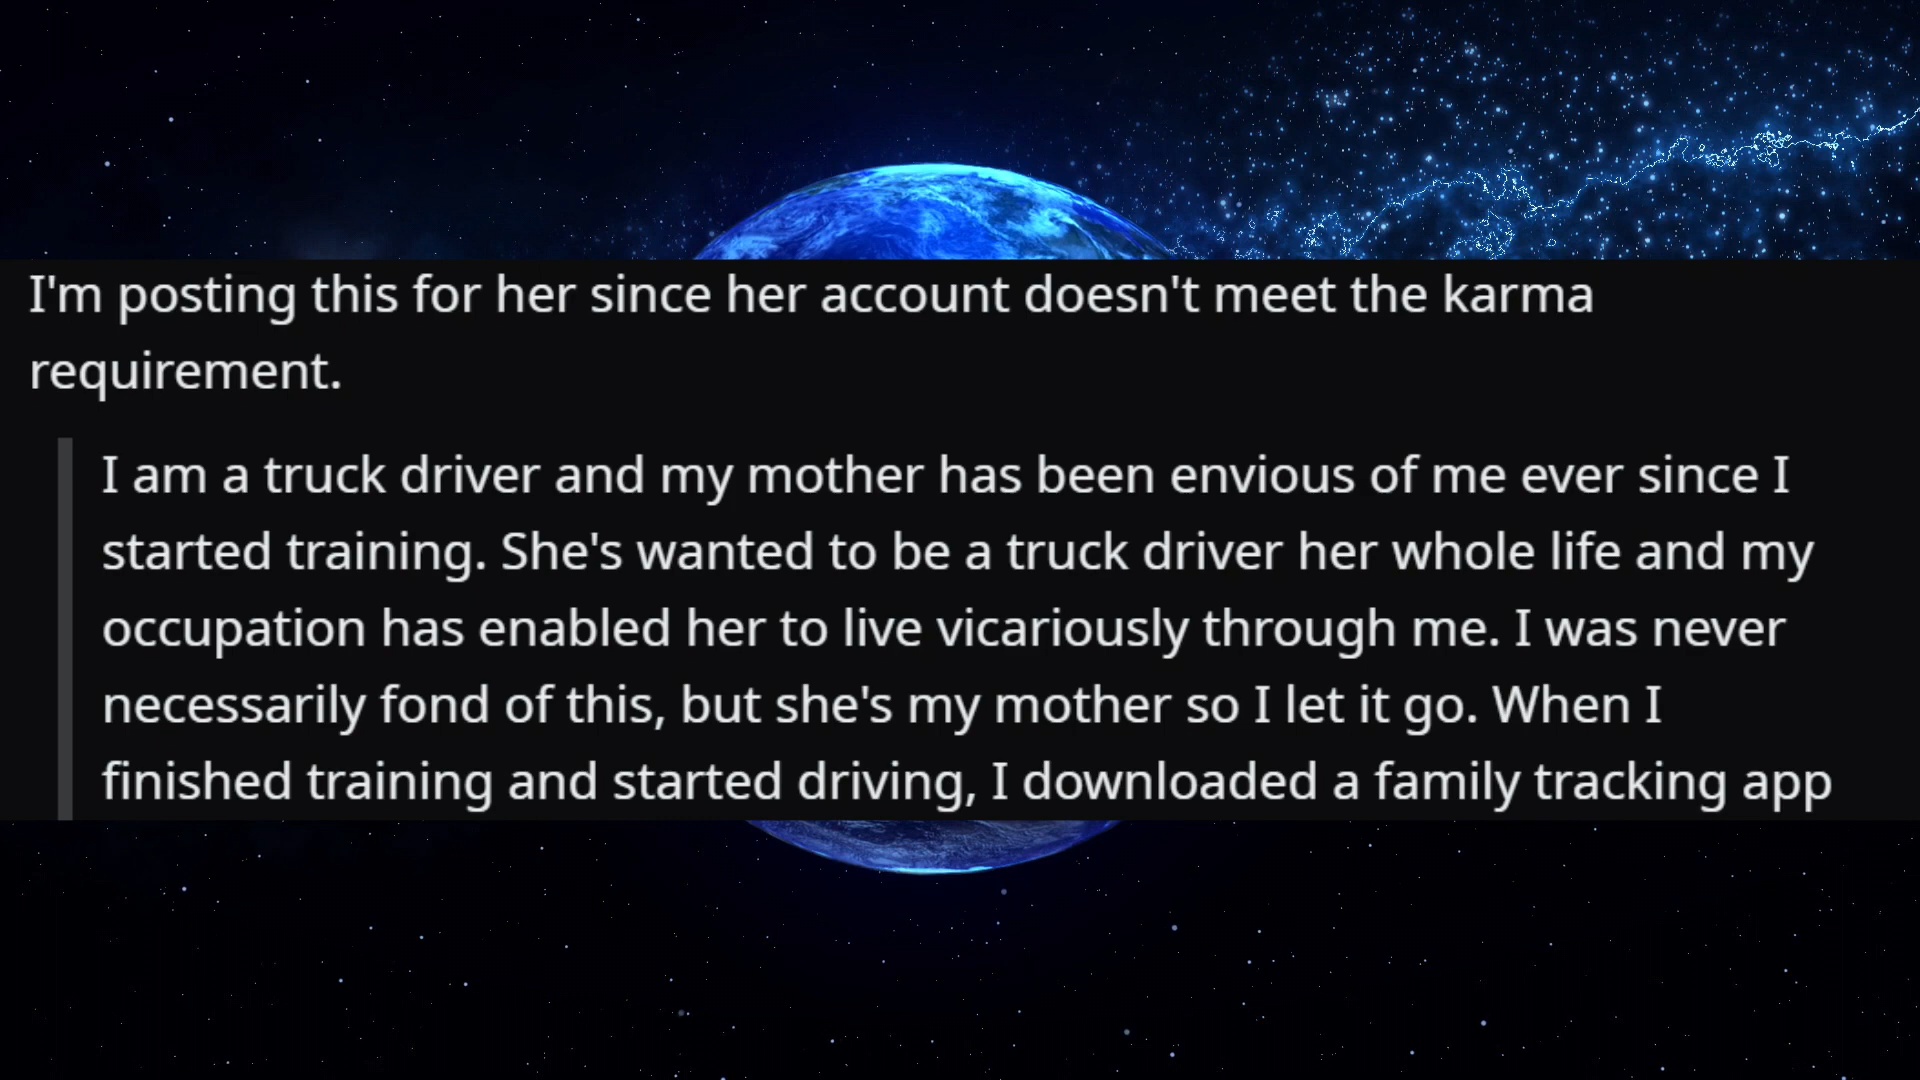 I'm posting this for her since her account doesn't meet the karma
requirement.
I am a truck driver and my mother has been envious of me ever since I
started training. She's wanted to be a truck driver her whole life and my
occupation has enabled her to live vicariously through me. I was never
necessarily fond of this, but she's my mother so I let it go. When I
finished training and started driving, I downloaded a family tracking app